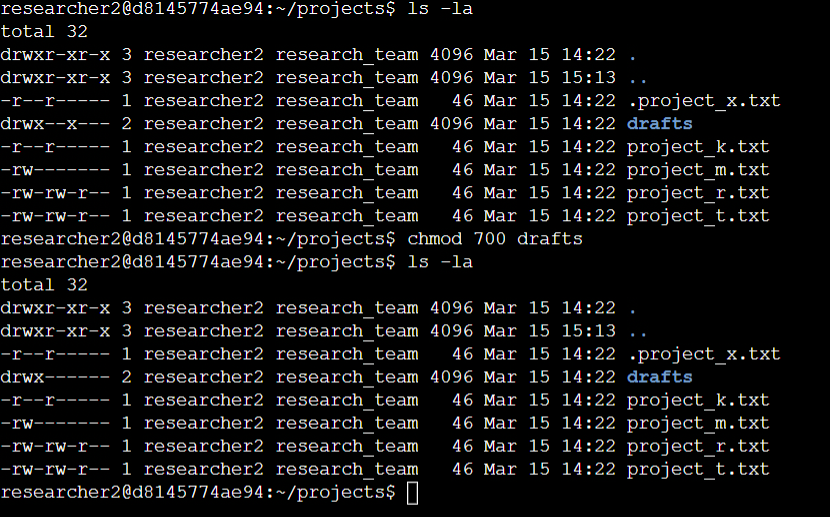 researcher2@d8145774ae94:~/projects$ ls -la
total 32
drwxr-xr-x 3 researcher2 research_team 4096 Mar 15 14:22 .
drwxr-xr-x 3 researcher2 research_team 4096 Mar 15 15:13 ..
-r--r----- 1 researcher2 research_team   46 Mar 15 14:22 .project_x.txt
drwx--x--- 2 researcher2 research_team 4096 Mar 15 14:22 drafts
-r--r----- 1 researcher2 research_team   46 Mar 15 14:22 project_k.txt
-rw------- 1 researcher2 research_team   46 Mar 15 14:22 project_m.txt
-rw-rw-r-- 1 researcher2 research_team   46 Mar 15 14:22 project_r.txt
-rw-rw-r-- 1 researcher2 research_team   46 Mar 15 14:22 project_t.txt
researcher2@d8145774ae94:~/projects$ chmod 700 drafts
researcher2@d8145774ae94:~/projects$ ls -la
total 32
drwxr-xr-x 3 researcher2 research_team 4096 Mar 15 14:22 .
drwxr-xr-x 3 researcher2 research_team 4096 Mar 15 15:13 ..
-r--r----- 1 researcher2 research_team   46 Mar 15 14:22 .project_x.txt
drwx------ 2 researcher2 research_team 4096 Mar 15 14:22 drafts
-r--r----- 1 researcher2 research_team   46 Mar 15 14:22 project_k.txt
-rw------- 1 researcher2 research_team   46 Mar 15 14:22 project_m.txt
-rw-rw-r-- 1 researcher2 research_team   46 Mar 15 14:22 project_r.txt
-rw-rw-r-- 1 researcher2 research_team   46 Mar 15 14:22 project_t.txt
researcher2@d8145774ae94:~/projects$